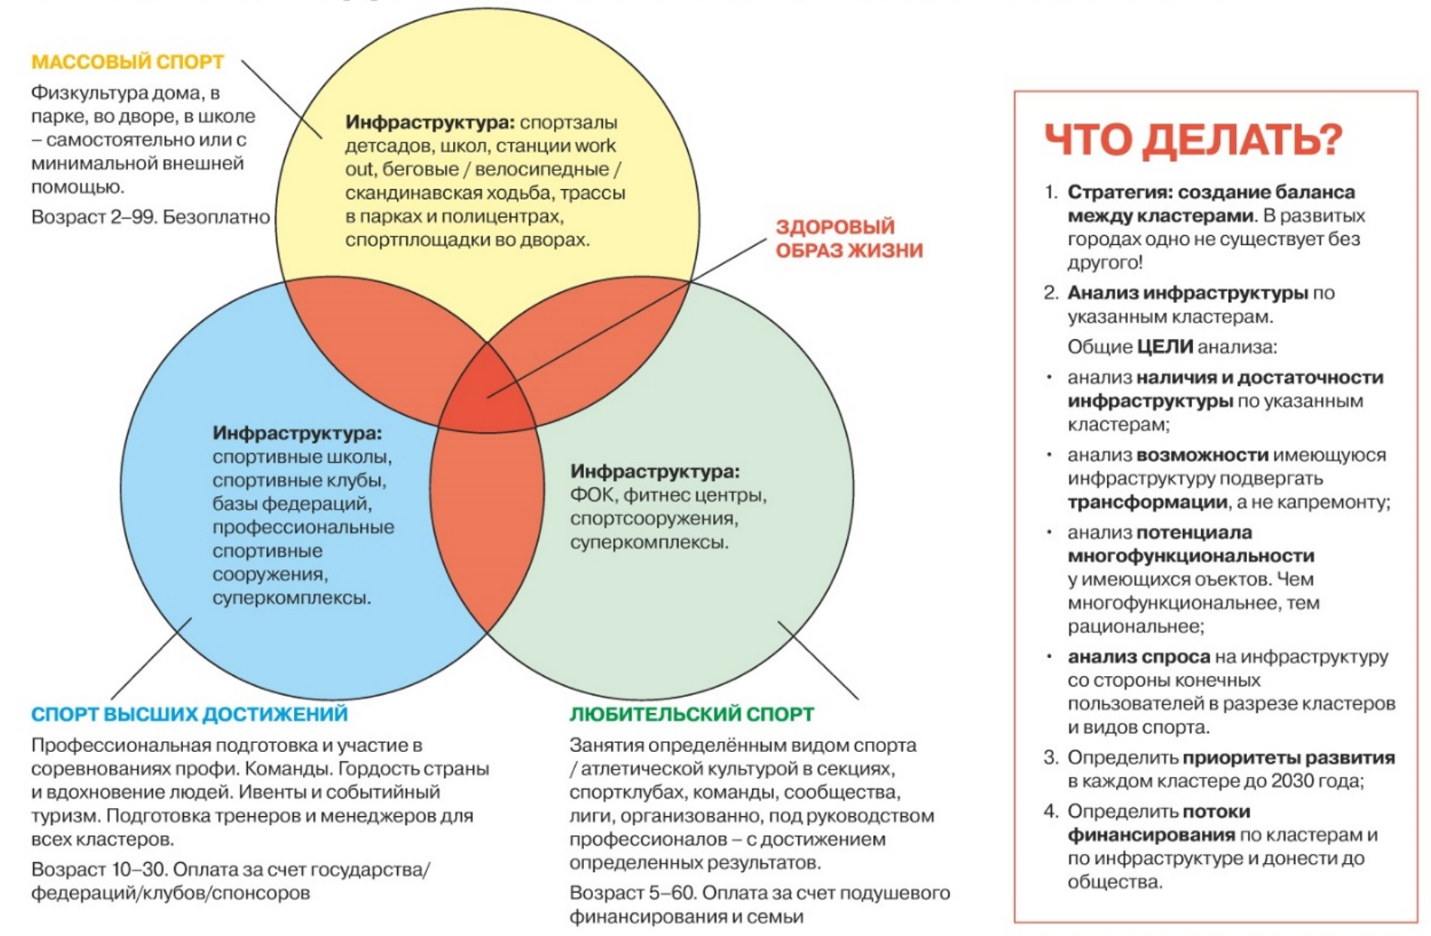 МАССОВЫЙ СПОРТ
Физкультура дома, в
парке, во дворе, в школе
– самостоятельно или с
минимальной внешней
помощью.
Возраст 2–99. Безоплатно
Инфраструктура: спортзалы
детсадов, школ, станции work
out, беговые / велосипедные /
скандинавская ходьба, трассы
в парках и полицентрах,
спортплощадки во дворах.
ЗДОРОВЫЙ
ОБРАЗ ЖИЗНИ
Инфраструктура:
спортивные школы,
спортивные клубы,
базы федераций,
профессиональные
спортивные
сооружения,
суперкомплексы.
Инфраструктура:
ФОК, фитнес центры,
спортсооружения,
суперкомплексы.
СПОРТ ВЫСШИХ ДОСТИЖЕНИЙ
Профессиональная подготовка и участие в
соревнованиях профи. Команды. Гордость страны
и вдохновение людей. Ивенты и событийный
туризм. Подготовка тренеров и менеджеров для
всех кластеров.
Возраст 10–30. Оплата за счет государства/
федераций/клубов/спонсоров
ЛЮБИТЕЛЬСКИЙ СПОРТ
Занятия определённым видом спорта
/ атлетической культурой в секциях,
спортклубах, команды, сообщества,
лиги, организованно, под руководством
профессионалов – с достижением
определенных результатов.
Возраст 5–60. Оплата за счет подушевого
финансирования и семьи
ЧТО ДЕЛАТЬ?
1. Стратегия: создание баланса
между кластерами. В развитых
городах одно не существует без
другого!
2. Анализ инфраструктуры по
указанным кластерам.
Общие ЦЕЛИ анализа:
• анализ наличия и достаточности
инфраструктуры по указанным
кластерам;
• анализ возможности имеющуюся
инфраструктуру подвергать
трансформации, а не капремонту;
• анализ потенциала
многофункциональности
у имеющихся оъектов. Чем
многофункциональнее, тем
рациональнее;
• анализ спроса на инфраструктуру
со стороны конечных
пользователей в разрезе кластеров
и видов спорта.
3. Определить приоритеты развития
в каждом кластере до 2030 года;
4. Определить потоки
финансирования по кластерам и
по инфраструктуре и донести до
общества.